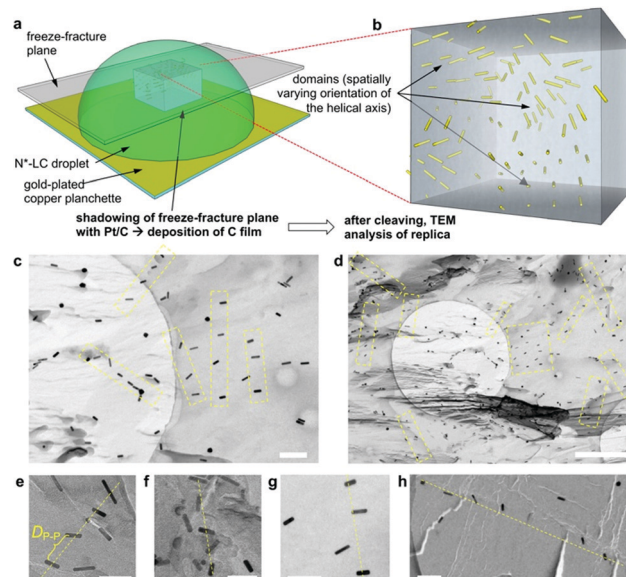 a
freeze-fracture
plane
N*-LC droplet
gold-plated
copper planchette
shadowing of freeze-fracture plane
with Pt/C → deposition of C film
b
domains (spatially
varying orientation of
the helical axis)
after cleaving, TEM
analysis of replica
c
d
e
D_P-P
f
g
h